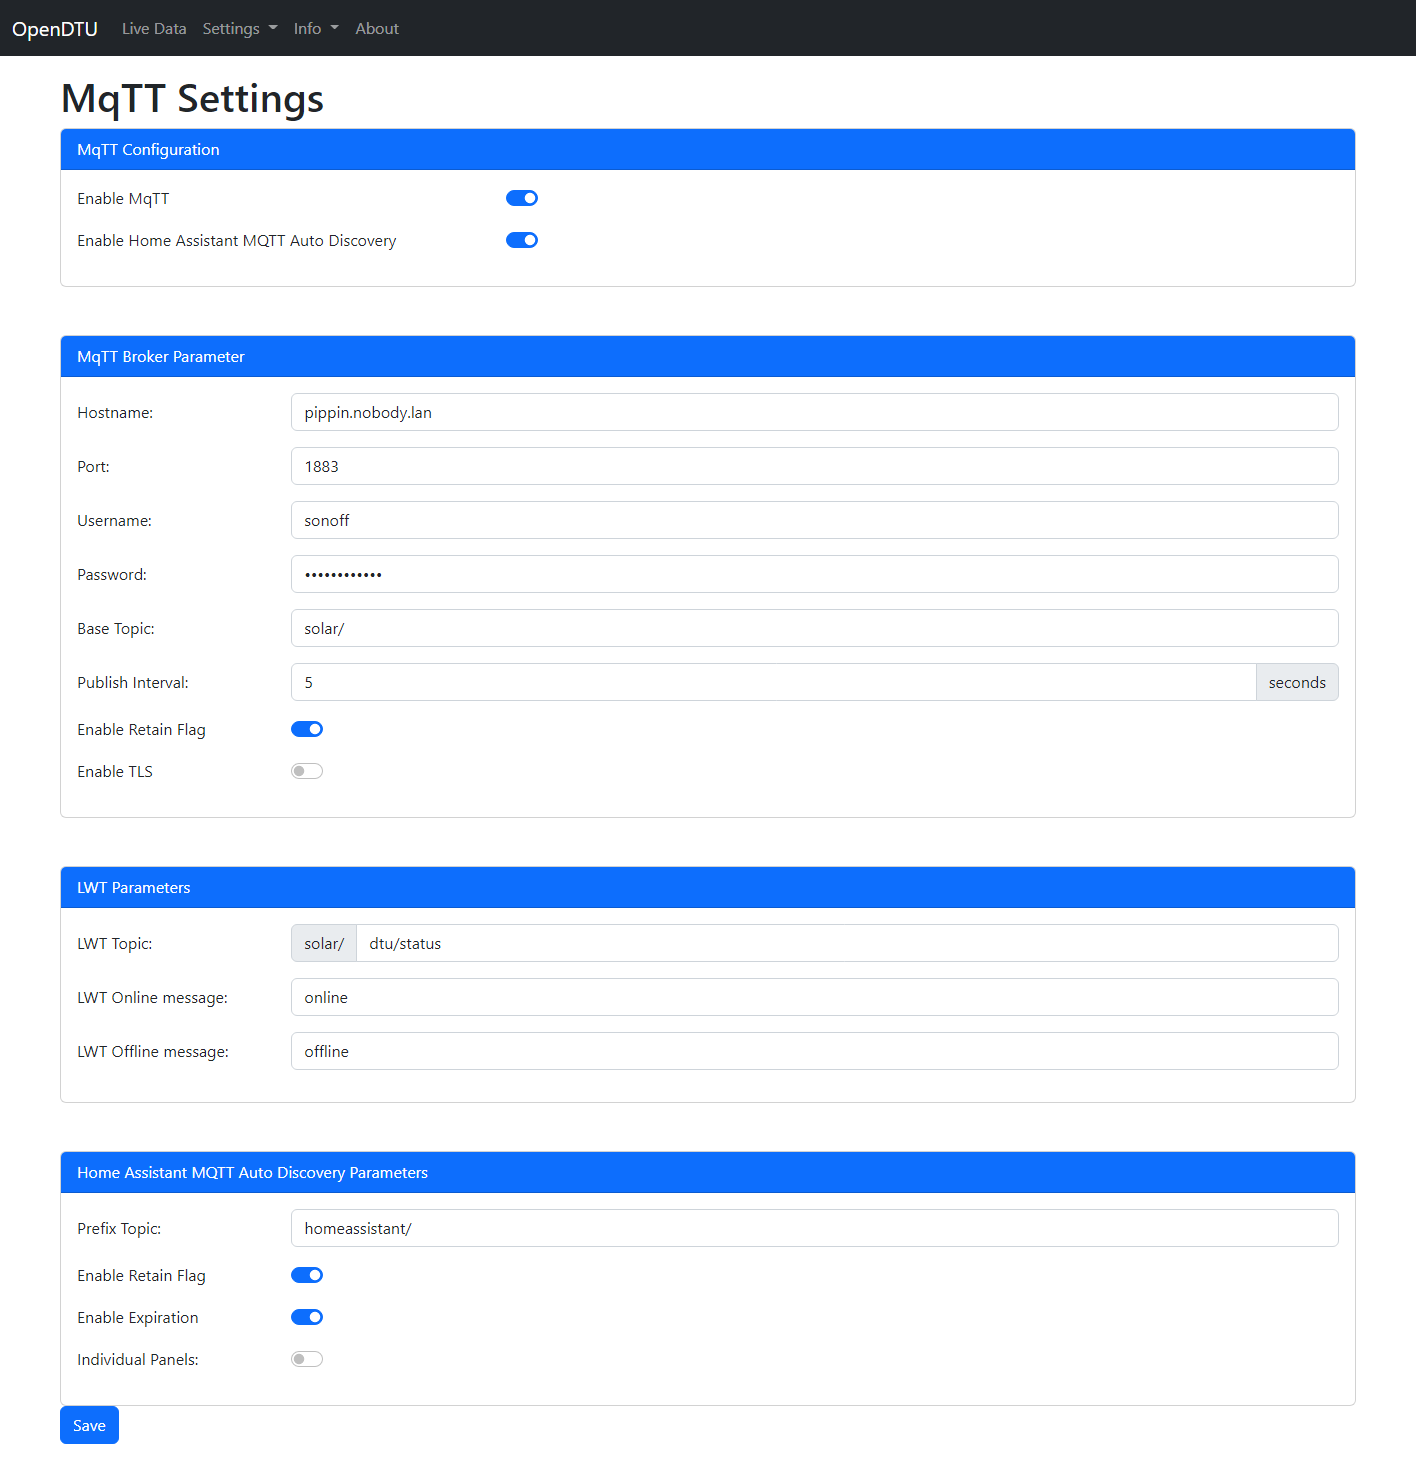 OpenDTU Live Data Settings Info About
MqTT Settings
MqTT Configuration
Enable MqTT
Enable Home Assistant MQTT Auto Discovery
MqTT Broker Parameter
Hostname: pippin.nobody.lan
Port: 1883
Username: sonoff
Password: ••••••••••••
Base Topic: solar/
Publish Interval: 5 seconds
Enable Retain Flag
Enable TLS
LWT Parameters
LWT Topic: solar/ dtu/status
LWT Online message: online
LWT Offline message: offline
Home Assistant MQTT Auto Discovery Parameters
Prefix Topic: homeassistant/
Enable Retain Flag
Enable Expiration
Individual Panels:
Save